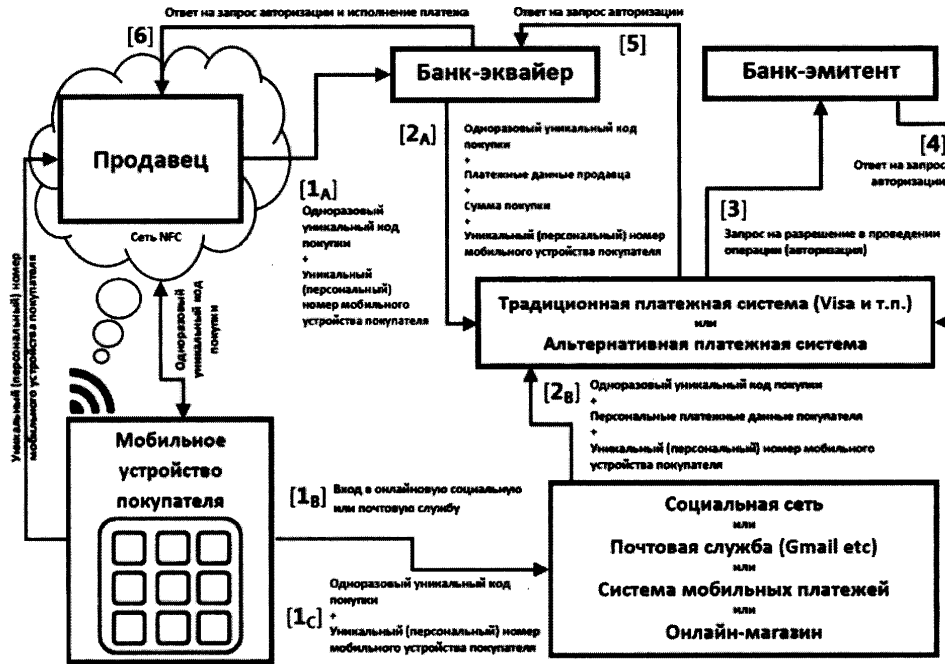 Ответ на запрос авторизации и исполнение платежа
[6]
Ответ на запрос авторизации
[5]
Банк-эквайер
Банк-эмитент
[4]
Ответ на запрос
авторизации
Продавец
Сеть NFC
[1A]
Одноразовый
уникальный код
покупки
+
Уникальный
(персональный)
номер мобильного
устройства покупателя
[2A]
Одноразовый уникальный код
покупки
+
Платежные данные продавца
+
Сумма покупки
+
Уникальный (персональный) номер
мобильного устройства покупателя
[3]
Запрос на разрешение в проведении
операции (авторизация)
Уникальный (персональный) номер
мобильного устройства покупателя
Одноразовый
уникальный код
покупки
Традиционная платежная система (Visa и т.п.)
или
Альтернативная платежная система
[2B]
Одноразовый уникальный код покупки
+
Персональные платежные данные покупателя
+
Уникальный (персональный) номер мобильного
устройства покупателя
Мобильное
устройство
покупателя
[1B]
Вход в онлайновую социальную
или почтовую службу
[1C]
Одноразовый уникальный код
покупки
+
Уникальный (персональный) номер
мобильного устройства покупателя
Социальная сеть
или
Почтовая служба (Gmail etc)
или
Система мобильных платежей
или
Онлайн-магазин